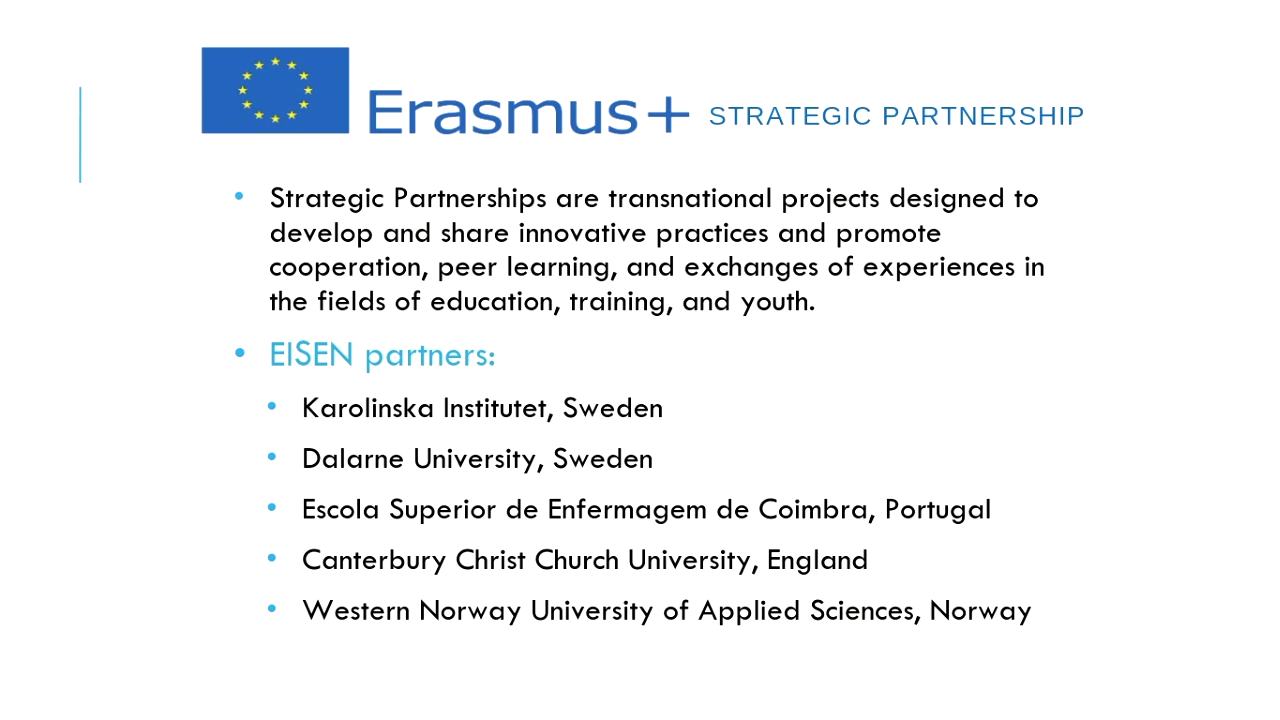 Erasmus+ STRATEGIC PARTNERSHIP
• Strategic Partnerships are transnational projects designed to
develop and share innovative practices and promote
cooperation, peer learning, and exchanges of experiences in
the fields of education, training, and youth.
• EISEN partners:
• Karolinska Institutet, Sweden
• Dalarne University, Sweden
• Escola Superior de Enfermagem de Coimbra, Portugal
• Canterbury Christ Church University, England
• Western Norway University of Applied Sciences, Norway